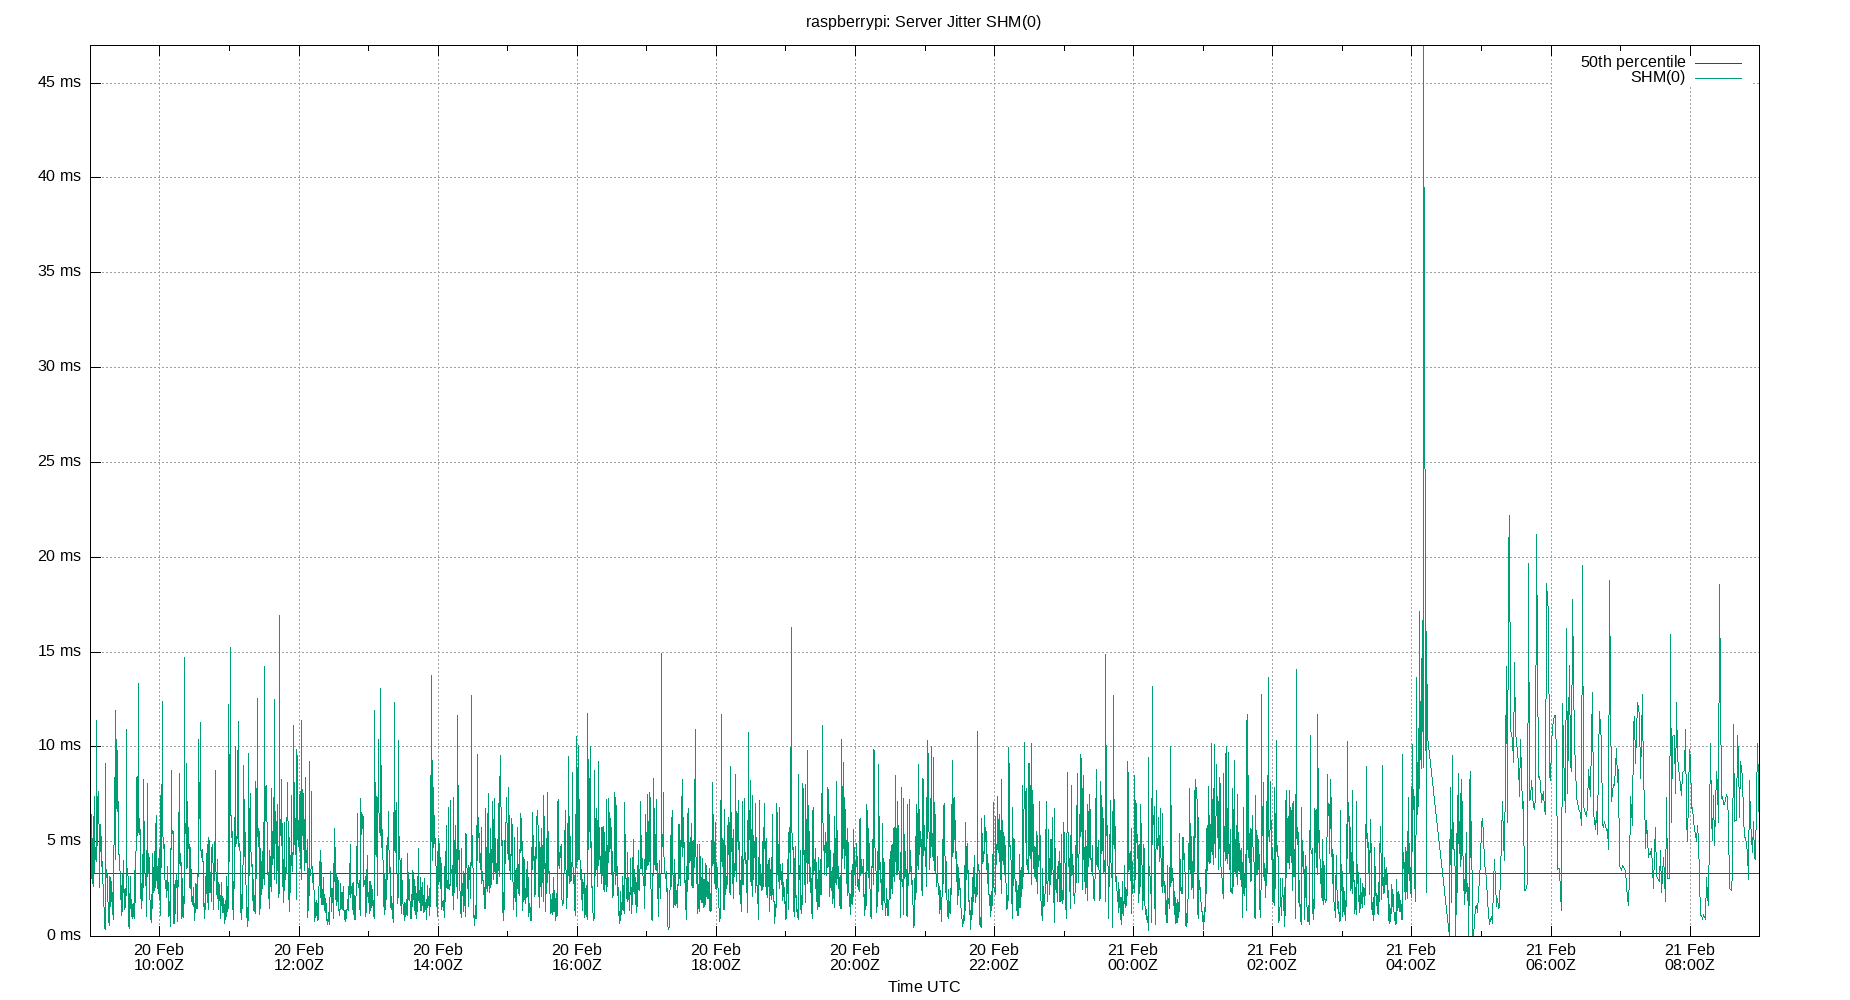 raspberrypi: Server Jitter SHM(0)
50th percentile
SHM(0)
45 ms
40 ms
35 ms
30 ms
25 ms
20 ms
15 ms
10 ms
5 ms
0 ms
20 Feb 20 Feb 20 Feb 20 Feb 20 Feb 20 Feb 20 Feb 21 Feb 21 Feb 21 Feb 21 Feb 21 Feb
10:00Z 12:00Z 14:00Z 16:00Z 18:00Z 20:00Z 22:00Z 00:00Z 02:00Z 04:00Z 06:00Z 08:00Z
Time UTC